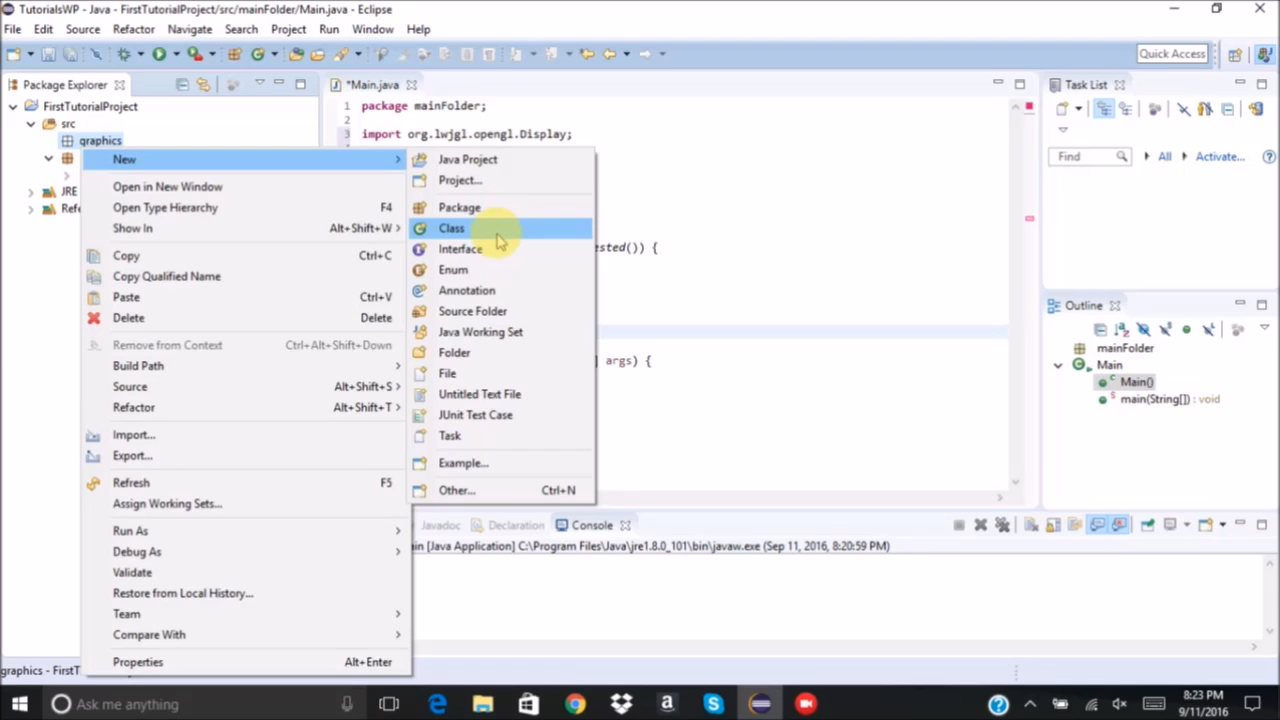 TutorialsWP - Java - FirstTutorialProject/src/mainFolder/Main.java - Eclipse
File Edit Source Refactor Navigate Search Project Run Window Help
Quick Access
Package Explorer
FirstTutorialProject
src
graphics
JRE
Refe
New
Open in New Window
Open Type Hierarchy F4
Show In Alt+Shift+W
Copy Ctrl+C
Copy Qualified Name
Paste Ctrl+V
Delete Delete
Remove from Context Ctrl+Alt+Shift+Down
Build Path
Source Alt+Shift+S
Refactor Alt+Shift+T
Import...
Export...
Refresh F5
Assign Working Sets...
Run As
Debug As
Validate
Restore from Local History...
Team
Compare With
Properties Alt+Enter
Java Project
Project...
Package
Class
Interface
Enum
Annotation
Source Folder
Java Working Set
Folder
File
Untitled Text File
JUnit Test Case
Task
Example...
Other... Ctrl+N
*Main.java
1 package mainFolder;
2
3 import org.lwjgl.opengl.Display;
ested()) {
] args) {
Task List
Find All Activate...
Outline
mainFolder
Main
Main()
main(String[]) : void
Javadoc Declaration Console
in [Java Application] C:\Program Files\Java\jre1.8.0_101\bin\javaw.exe (Sep 11, 2016, 8:20:59 PM)
graphics - FirstT
Ask me anything
8:23 PM
9/11/2016